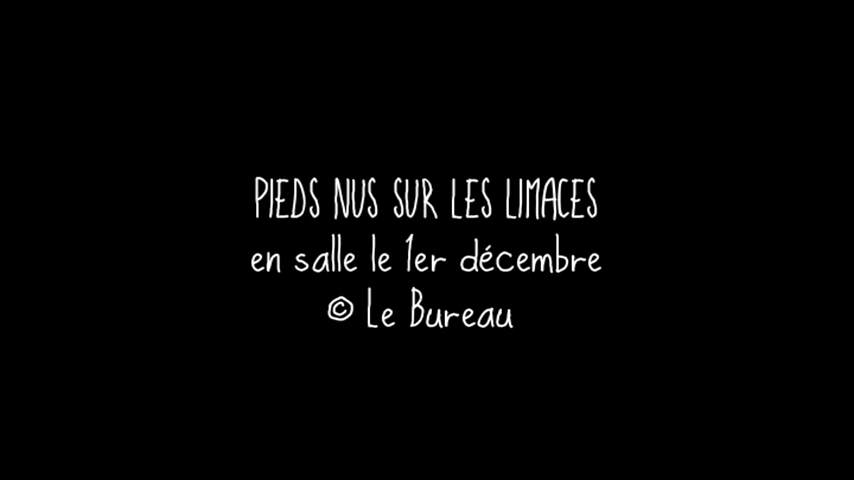 PIEDS NUS SUR LES LIMACES
en salle le 1er décembre
© Le Bureau